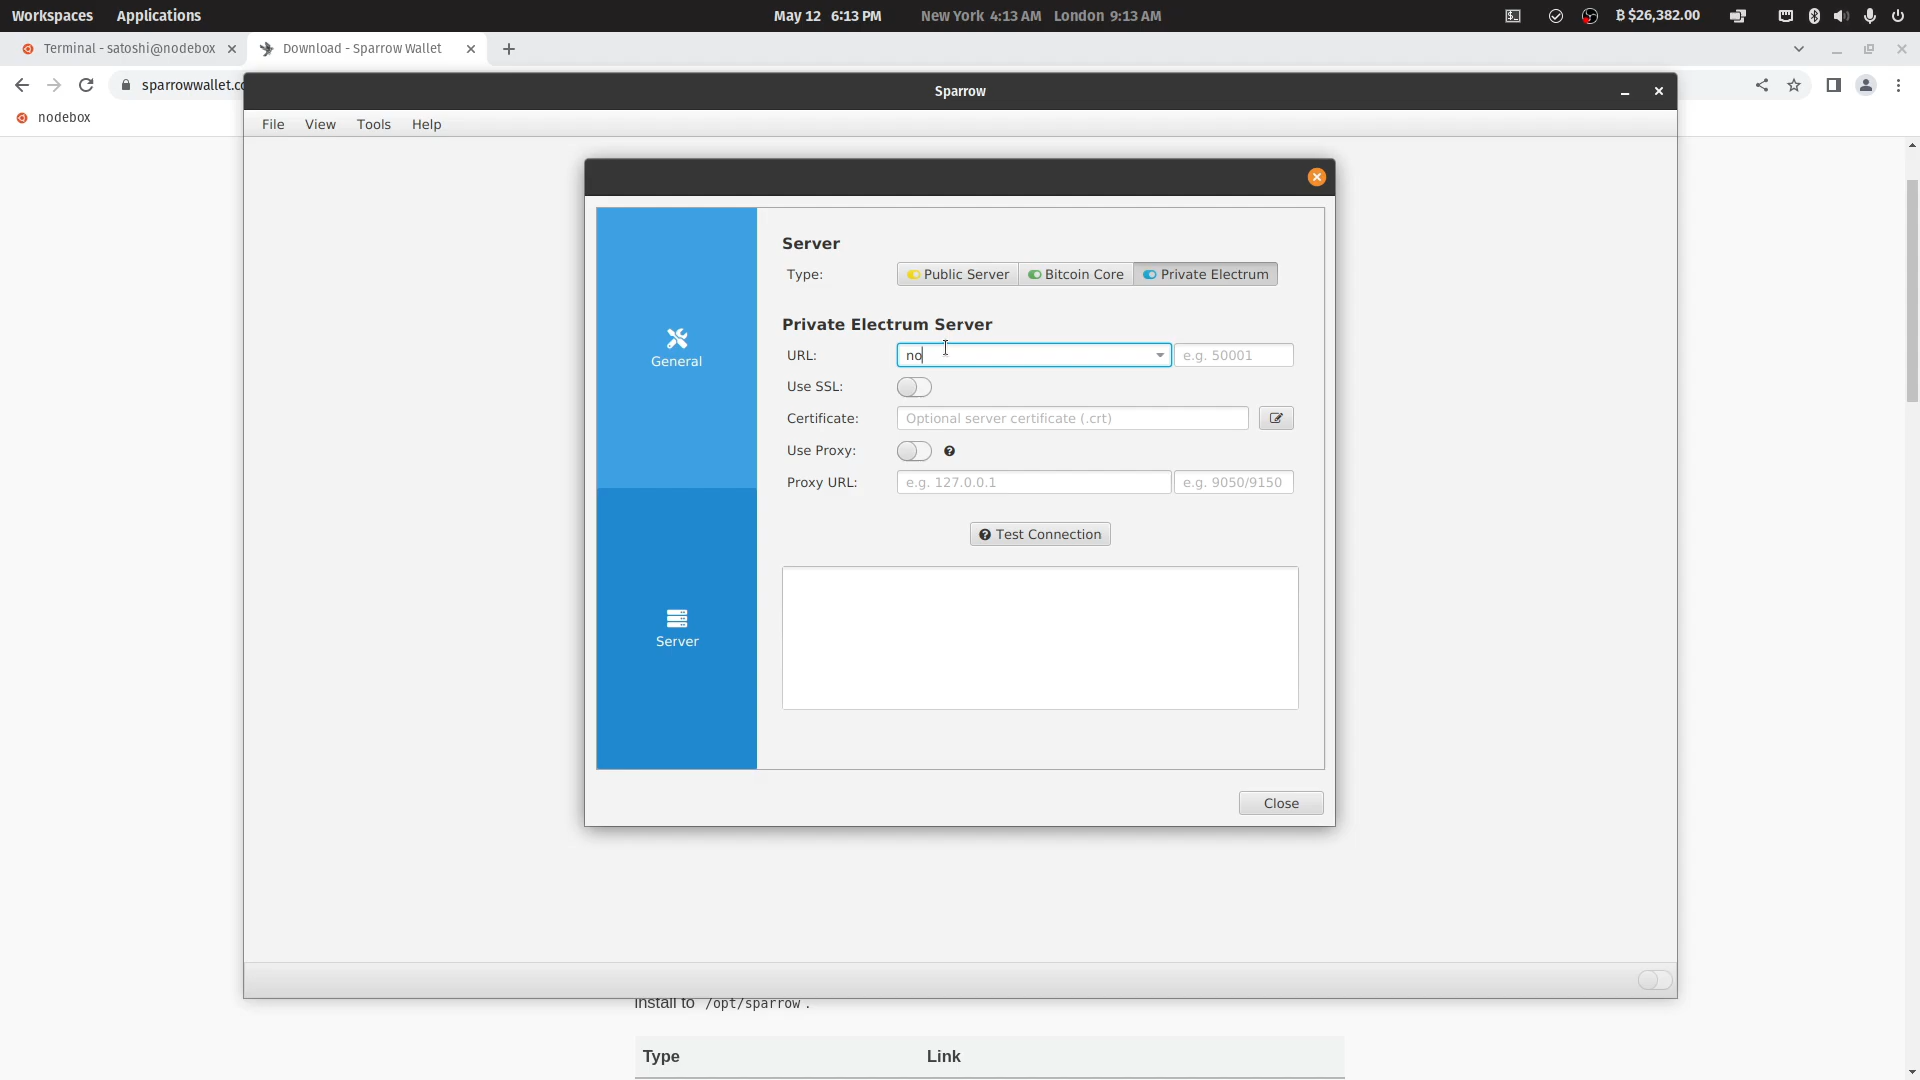 Workspaces Applications May 12 6:13 PM New York 4:13 AM London 9:13 AM ₿ $26,382.00
Terminal - satoshi@nodebox Download - Sparrow Wallet
sparrowwallet.co
nodebox
Sparrow
File View Tools Help
Server
Type: Public Server Bitcoin Core Private Electrum
Private Electrum Server
URL: no e.g. 50001
Use SSL:
Certificate: Optional server certificate (.crt)
Use Proxy:
Proxy URL: e.g. 127.0.0.1 e.g. 9050/9150
General
Test Connection
Server
Close
install to /opt/sparrow .
Type Link